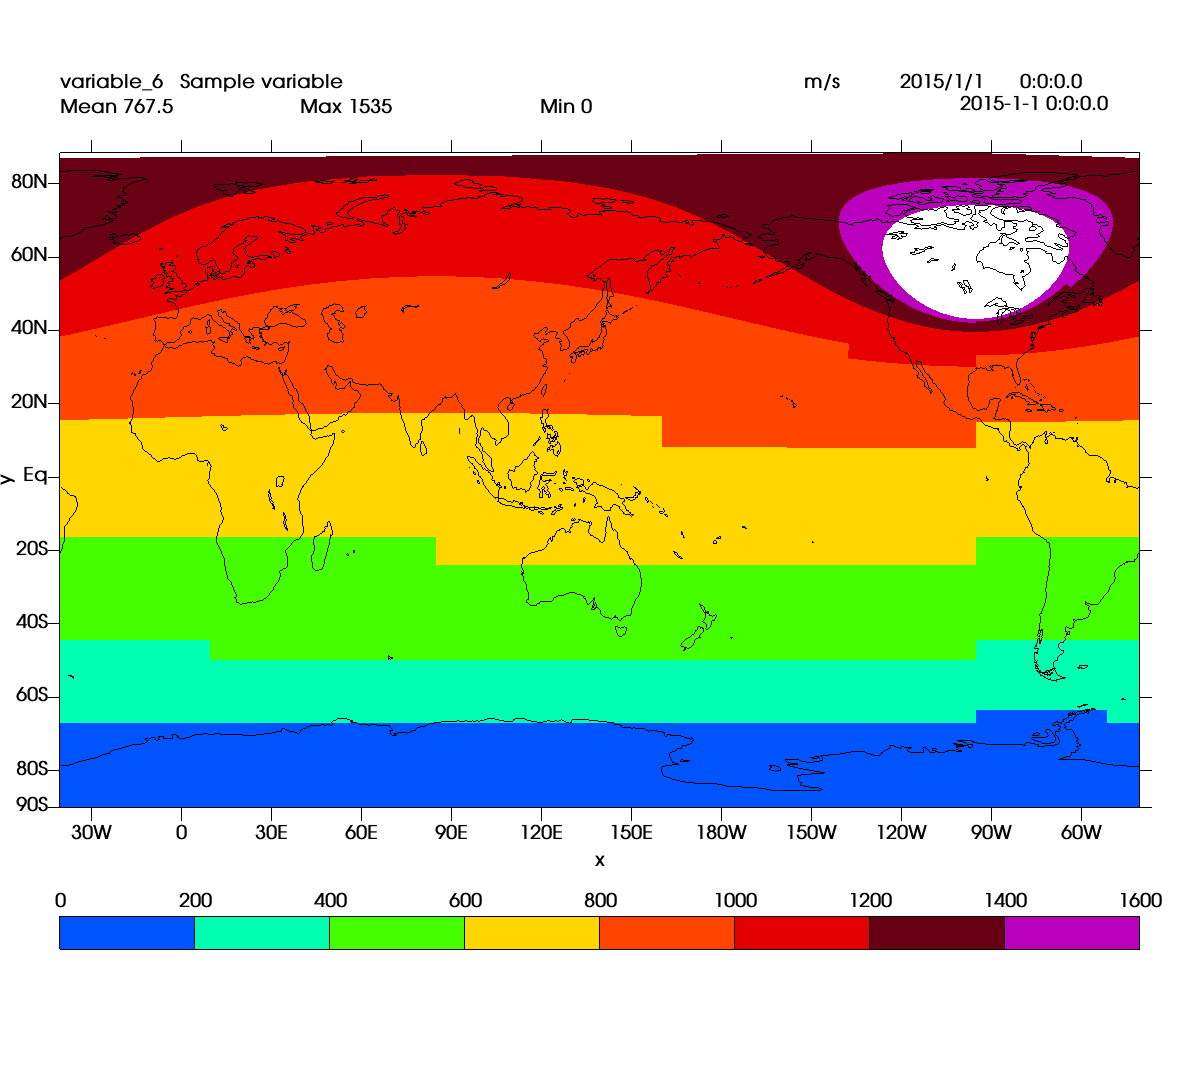 variable_6 Sample variable m/s 2015/1/1 0:0:0.0
Mean 767.5 Max 1535 Min 0 2015-1-1 0:0:0.0
80N
60N
40N
20N
y Eq
20S
40S
60S
80S
90S
30W 0 30E 60E 90E 120E 150E 180W 150W 120W 90W 60W
x
0 200 400 600 800 1000 1200 1400 1600